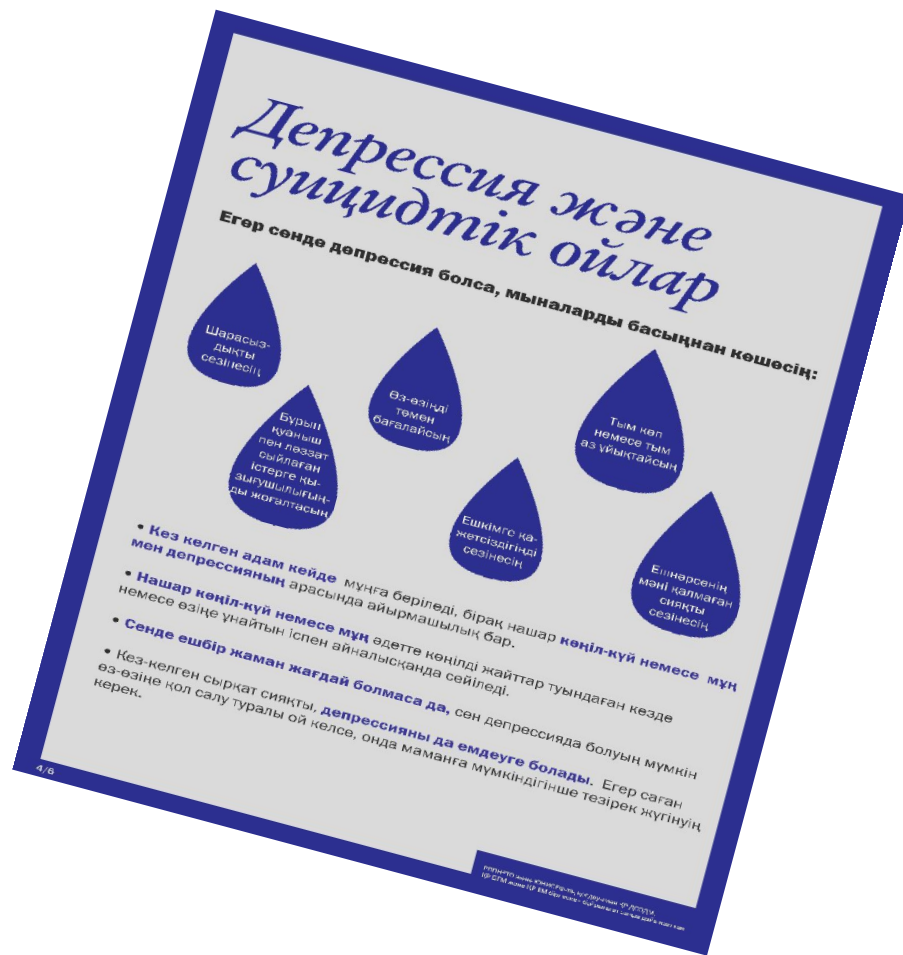 Депрессия және
суицидтік ойлар
Егер сенде депрессия болса, мыналарды басыңнан кешесің:
Шарасыз-
дықты
сезінесің
Бұрын
қуаныш
пен ләззат
сыйлаған
істерге қы-
зығушылығың-
ды жоғалтасың
Өз-өзіңді
төмен
бағалайсың
Ешкімге қа-
жетсіздігіңді
сезінесің
Тым көп
немесе тым
аз ұйықтайсың
Ешнәрсенің
мәні қалмаған
сияқты
сезінесің
• Кез келген адам кейде мұңға беріледі, бірақ нашар көңіл-күй немесе мұң
мен депрессияның арасында айырмашылық бар.
• Нашар көңіл-күй немесе мұң әдетте көңілді жайттар туындаған кезде
немесе өзіңе ұнайтын іспен айналысқанда сейіледі.
• Сенде ешбір жаман жағдай болмаса да, сен депрессияда болуың мүмкін
• Кез-келген сырқат сияқты, депрессияны да емдеуге болады. Егер саған
өз-өзіңе қол салу туралы ой келсе, онда маманға мүмкіндігінше тезірек жүгінуің
керек.
4/6